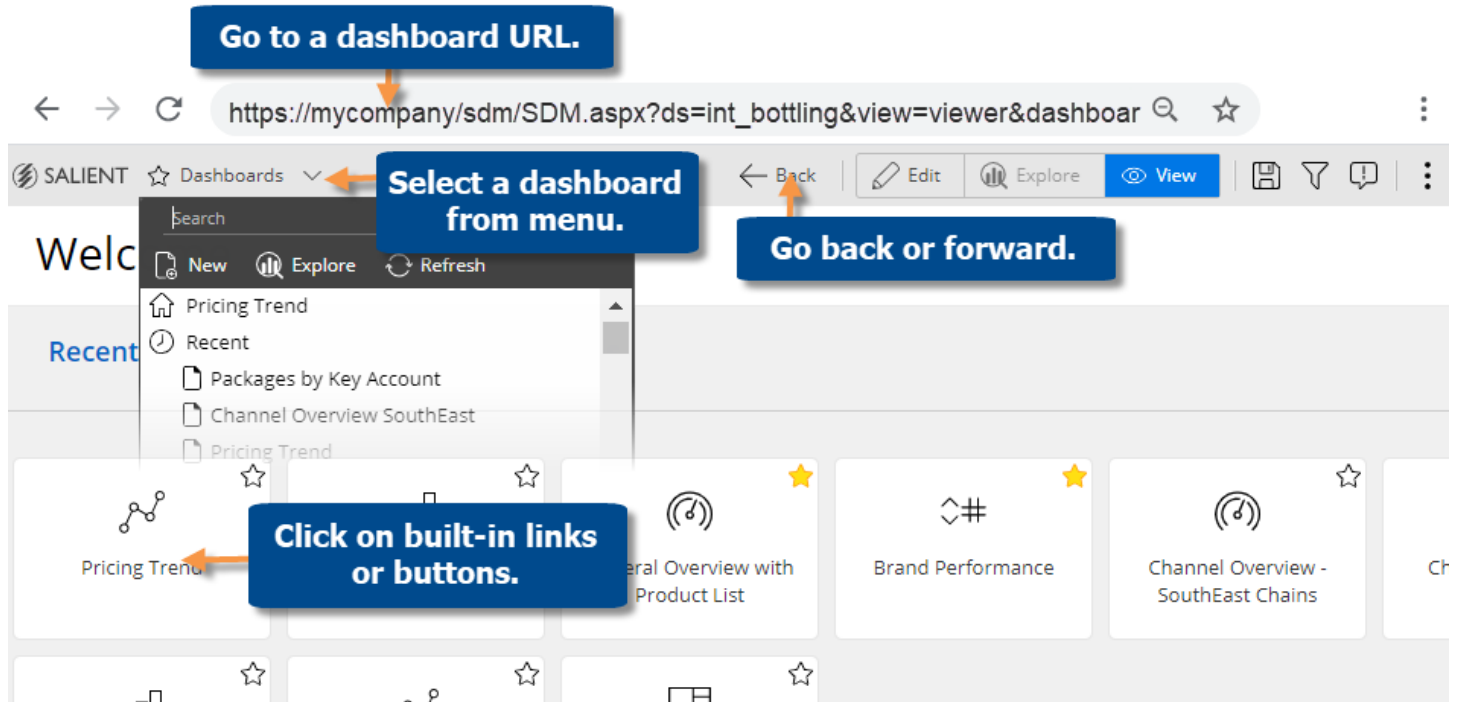 Go to a dashboard URL.
https://mycompany/sdm/SDM.aspx?ds=int_bottling&view=viewer&dashboar
SALIENT Dashboards
Select a dashboard
from menu.
Back Edit Explore View
Go back or forward.
Search
New Explore Refresh
Welc
Pricing Trend
Recent
Recent
Packages by Key Account
Channel Overview SouthEast
Pricing Trend
Click on built-in links
or buttons.
Pricing Trend
eral Overview with
Product List
Brand Performance
Channel Overview -
SouthEast Chains
Ch